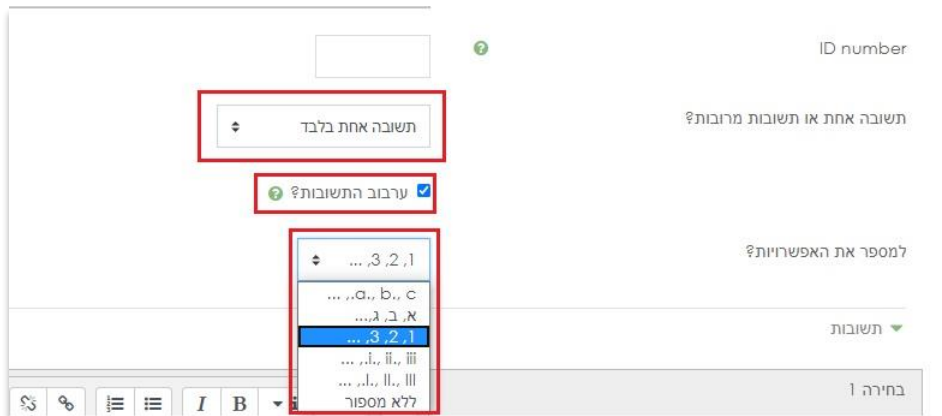 ID number
תשובה אחת או תשובות מרובות?
תשובה אחת בלבד
ערבוב התשובות?
למספר את האפשרויות?
1, 2, 3, ...
a., b., c., ...
א, ב, ג,...
1, 2, 3, ...
i., ii., iii., ...
I., II., III., ...
ללא מספור
תשובות
בחירה 1
B I